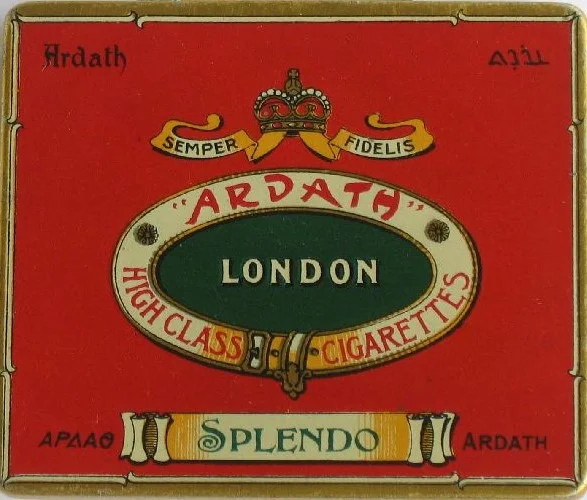 Ardath
SEMPER FIDELIS
"ARDATH"
LONDON
HIGH CLASS CIGARETTES
ΑΡΔΑΘ
SPLENDO
ARDATH